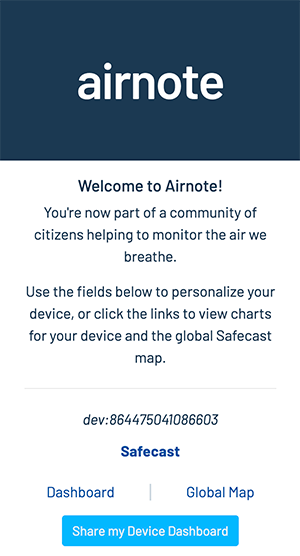 airnote
Welcome to Airnote!
You're now part of a community of
citizens helping to monitor the air we
breathe.
Use the fields below to personalize your
device, or click the links to view charts
for your device and the global Safecast
map.
dev:864475041086603
Safecast
Dashboard | Global Map
Share my Device Dashboard